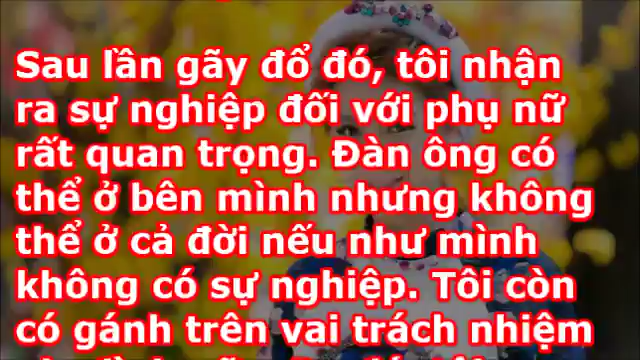 Sau lần gãy đổ đó, tôi nhận
ra sự nghiệp đối với phụ nữ
rất quan trọng. Đàn ông có
thể ở bên mình nhưng không
thể ở cả đời nếu như mình
không có sự nghiệp. Tôi còn
có gánh trên vai trách nhiệm